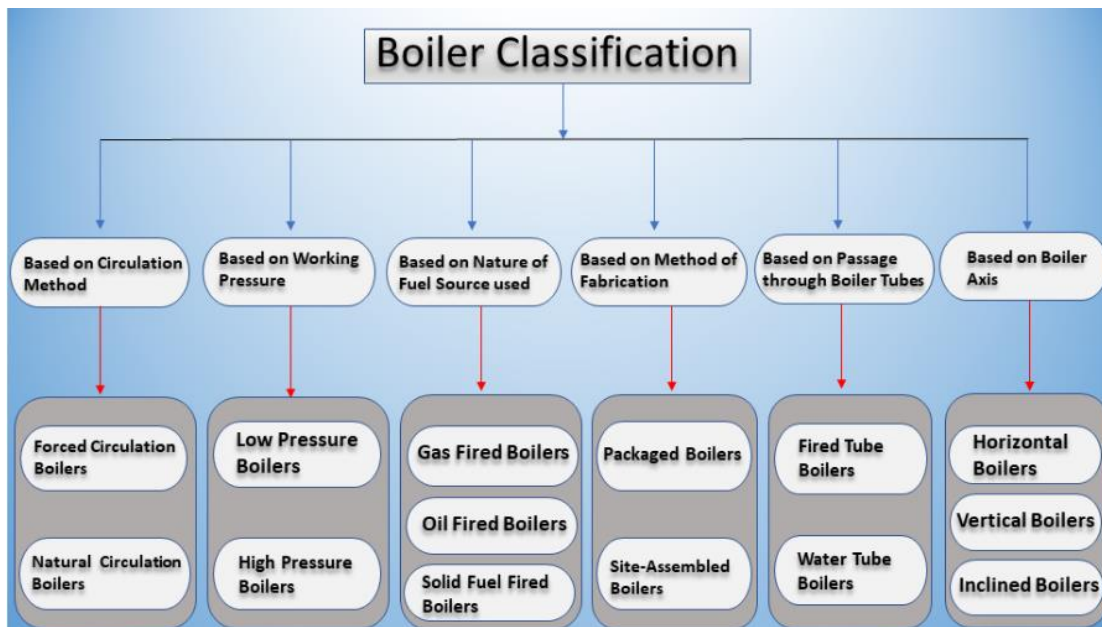 Boiler Classification
Based on Circulation
Method
Based on Working
Pressure
Based on Nature of
Fuel Source used
Based on Method of
Fabrication
Based on Passage
through Boiler Tubes
Based on Boiler
Axis
Forced Circulation
Boilers
Natural Circulation
Boilers
Low Pressure
Boilers
High Pressure
Boilers
Gas Fired Boilers
Oil Fired Boilers
Solid Fuel Fired
Boilers
Packaged Boilers
Site-Assembled
Boilers
Fired Tube
Boilers
Water Tube
Boilers
Horizontal
Boilers
Vertical Boilers
Inclined Boilers